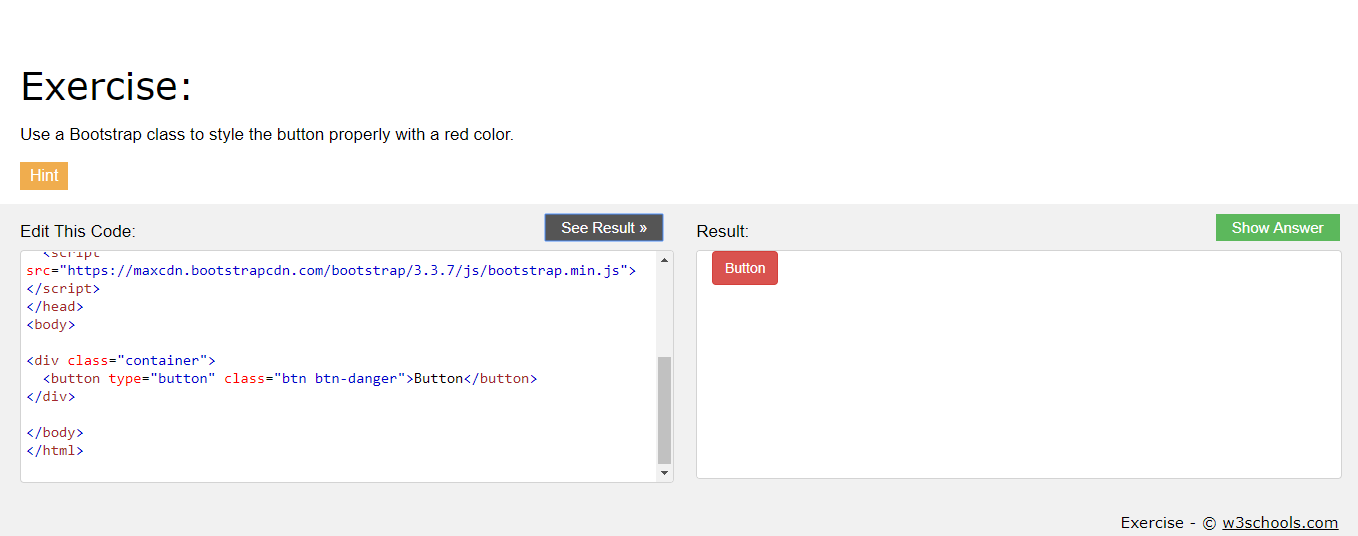 Exercise:
Use a Bootstrap class to style the button properly with a red color.
Hint
Edit This Code:
See Result »
<script
src="https://maxcdn.bootstrapcdn.com/bootstrap/3.3.7/js/bootstrap.min.js">
</script>
</head>
<body>
<div class="container">
<button type="button" class="btn btn-danger">Button</button>
</div>
</body>
</html>
Result:
Show Answer
Button
Exercise - © w3schools.com